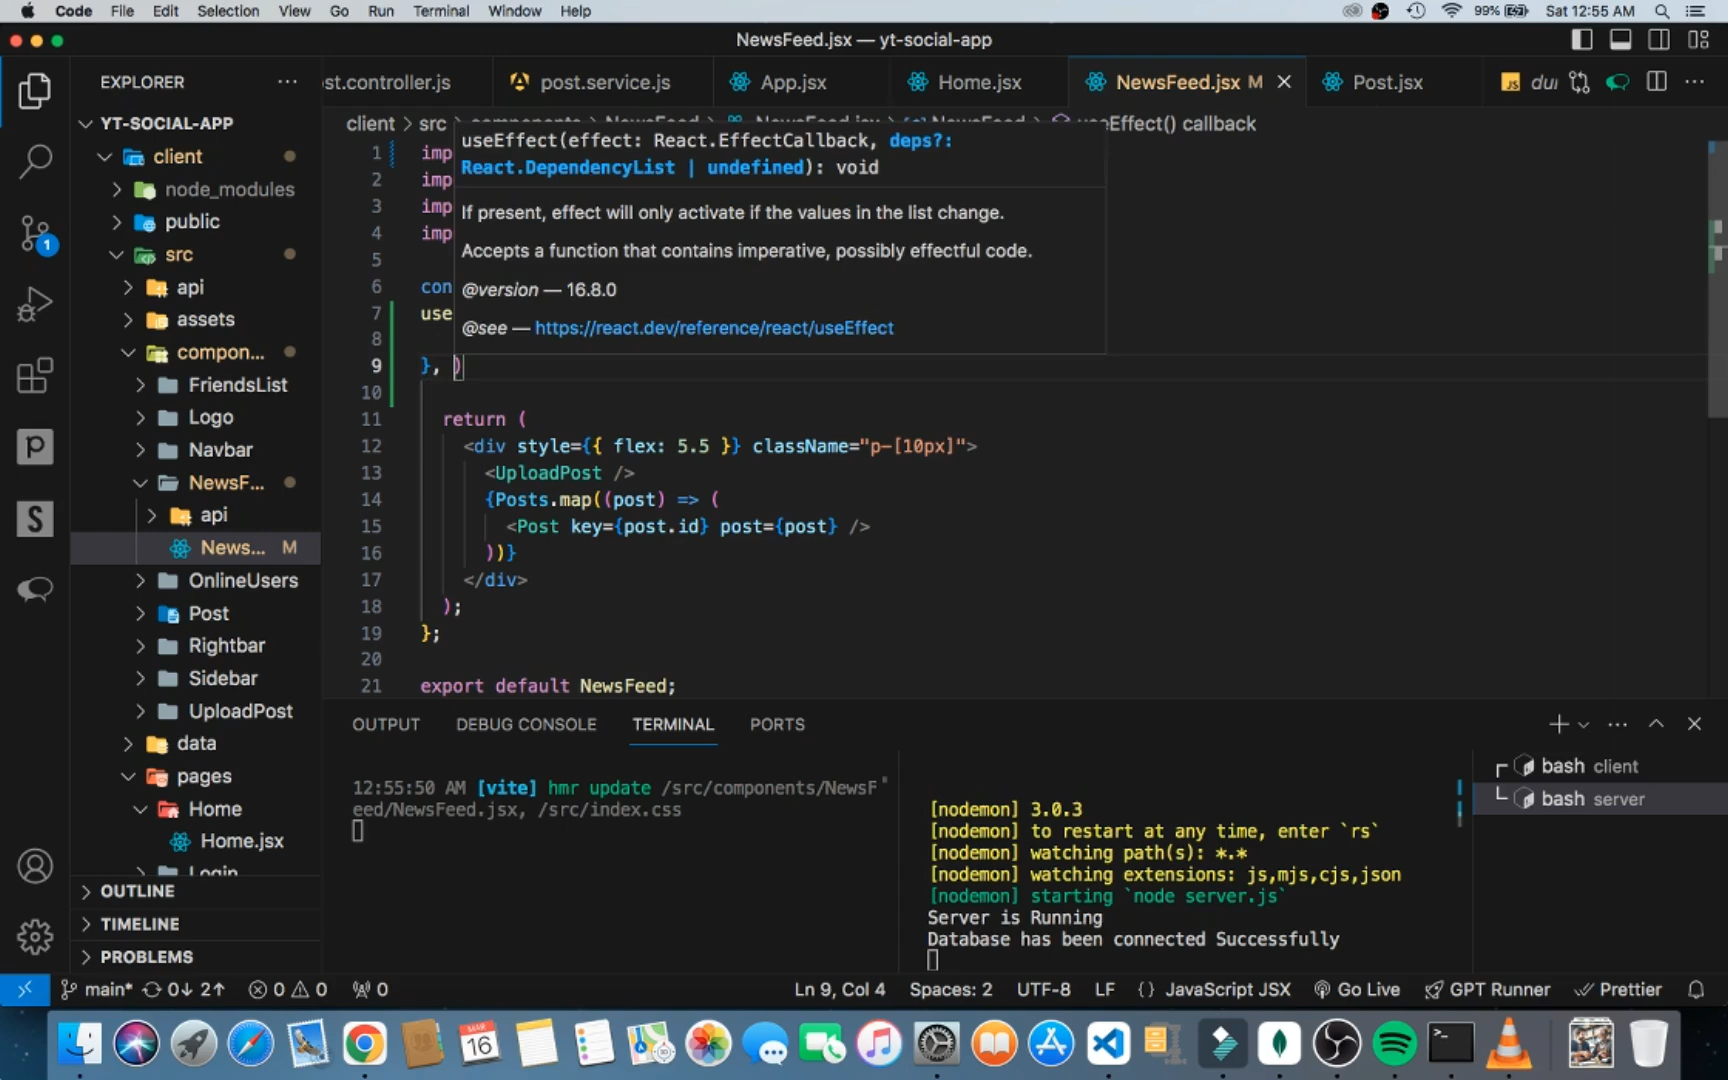 Code File Edit Selection View Go Run Terminal Window Help 99% Sat 12:55 AM
NewsFeed.jsx — yt-social-app
EXPLORER
st.controller.js post.service.js App.jsx Home.jsx NewsFeed.jsx M Post.jsx
YT-SOCIAL-APP
client
node_modules
public
src
api
assets
compon...
FriendsList
Logo
Navbar
NewsF...
api
News... M
OnlineUsers
Post
Rightbar
Sidebar
UploadPost
data
pages
Home
Home.jsx
Login
OUTLINE
TIMELINE
PROBLEMS
client > src > components > NewsFeed > NewsFeed.jsx > NewsFeed > useEffect() callback
useEffect(effect: React.EffectCallback, deps?:
React.DependencyList | undefined): void
If present, effect will only activate if the values in the list change.
Accepts a function that contains imperative, possibly effectful code.
@version — 16.8.0
@see — https://react.dev/reference/react/useEffect
1 imp
2 imp
3 imp
4 imp
5
6 con
7 use
8
9 }, )
10
11 return (
12 <div style={{ flex: 5.5 }} className="p-[10px]">
13 <UploadPost />
14 {Posts.map((post) => (
15 <Post key={post.id} post={post} />
16 ))}
17 </div>
18 );
19 };
20
21 export default NewsFeed;
OUTPUT DEBUG CONSOLE TERMINAL PORTS
12:55:50 AM [vite] hmr update /src/components/NewsF
eed/NewsFeed.jsx, /src/index.css
[nodemon] 3.0.3
[nodemon] to restart at any time, enter `rs`
[nodemon] watching path(s): *.*
[nodemon] watching extensions: js,mjs,cjs,json
[nodemon] starting `node server.js`
Server is Running
Database has been connected Successfully
bash client
bash server
main* 0↓ 2↑ 0 0 0 Ln 9, Col 4 Spaces: 2 UTF-8 LF {} JavaScript JSX Go Live GPT Runner Prettier
MAR
16